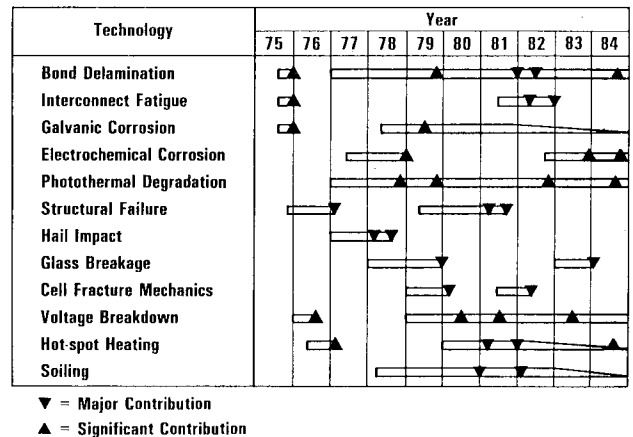 Technology
Year
75 76 77 78 79 80 81 82 83 84
Bond Delamination
Interconnect Fatigue
Galvanic Corrosion
Electrochemical Corrosion
Photothermal Degradation
Structural Failure
Hail Impact
Glass Breakage
Cell Fracture Mechanics
Voltage Breakdown
Hot-spot Heating
Soiling
▼ = Major Contribution
▲ = Significant Contribution